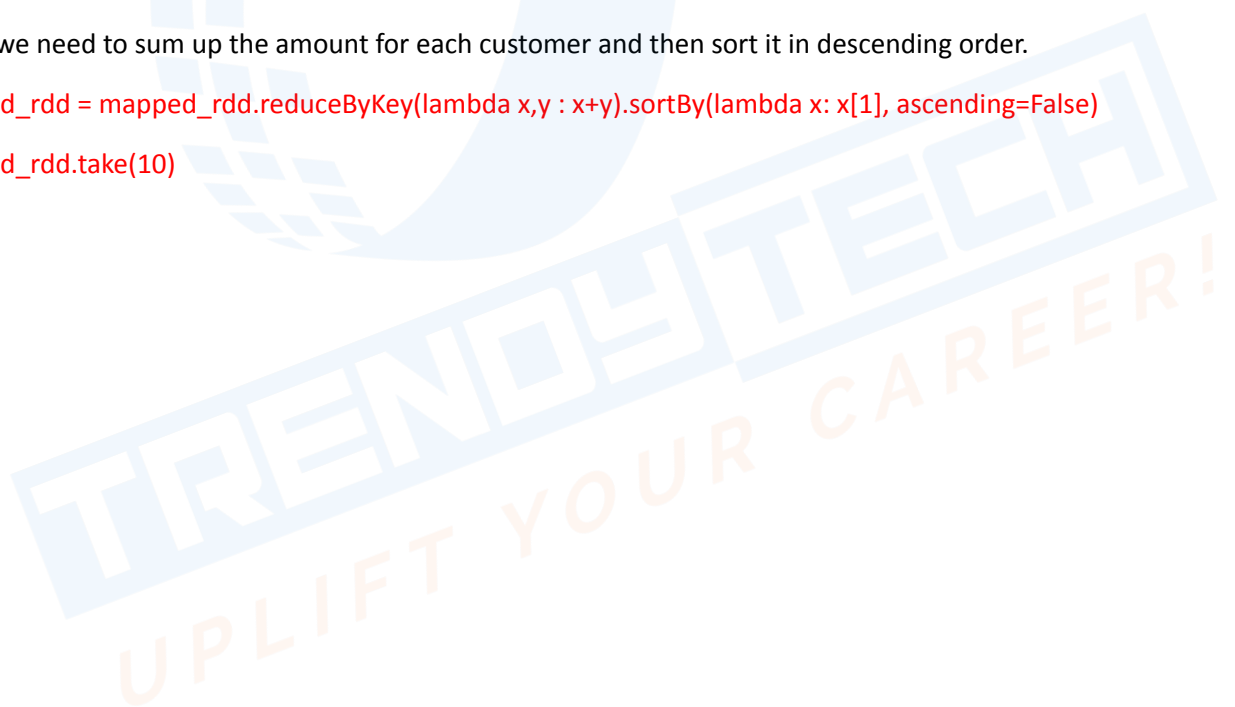 we need to sum up the amount for each customer and then sort it in descending order.
d_rdd = mapped_rdd.reduceByKey(lambda x,y : x+y).sortBy(lambda x: x[1], ascending=False)
d_rdd.take(10)
TRENDYTECH
UPLIFT YOUR CAREER!